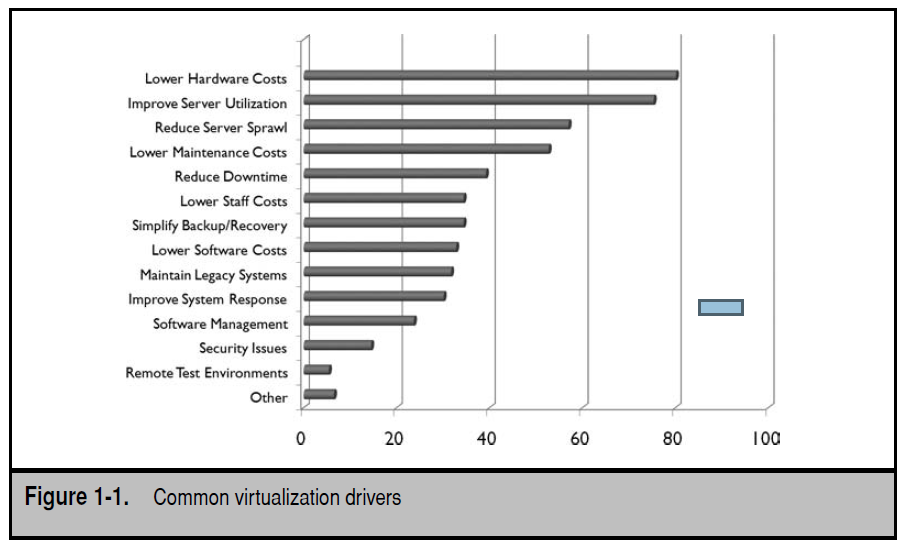 Lower Hardware Costs
Improve Server Utilization
Reduce Server Sprawl
Lower Maintenance Costs
Reduce Downtime
Lower Staff Costs
Simplify Backup/Recovery
Lower Software Costs
Maintain Legacy Systems
Improve System Response
Software Management
Security Issues
Remote Test Environments
Other
0 20 40 60 80 100
Figure 1-1. Common virtualization drivers